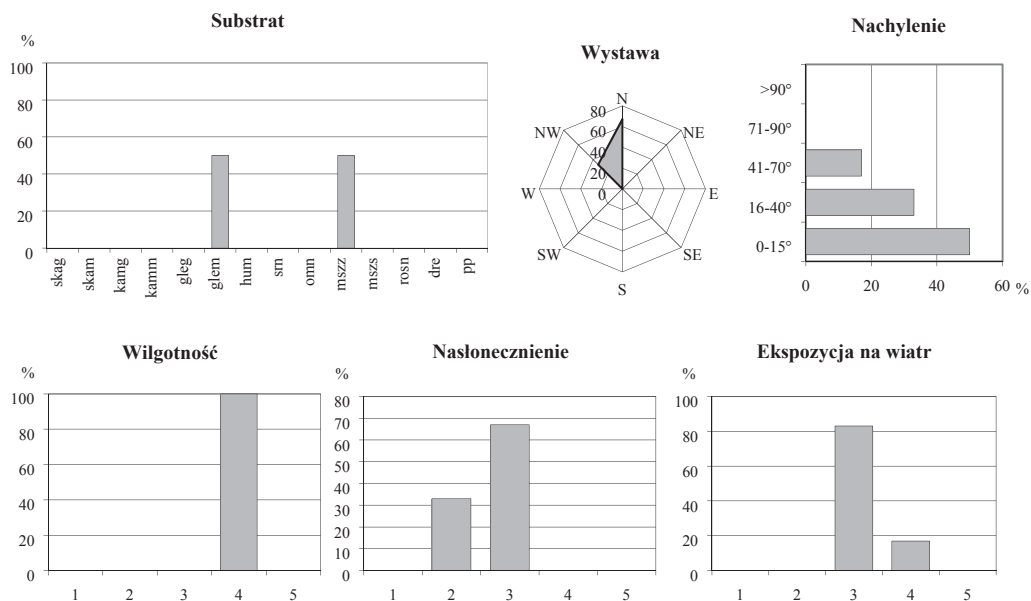 Substrat
%
100
80
60
40
20
0
skag
skam
kamg
kamm
gleg
glem
hum
srn
omn
mszz
mszs
rosn
dre
pp
Wystawa
N
NE
E
SE
S
SW
W
NW
80
60
40
20
0
Nachylenie
>90°
71-90°
41-70°
16-40°
0-15°
0
20
40
60
%
Wilgotność
%
100
80
60
40
20
0
1
2
3
4
5
Nasłonecznienie
%
80
70
60
50
40
30
20
10
0
1
2
3
4
5
Ekspozycja na wiatr
%
100
80
60
40
20
0
1
2
3
4
5